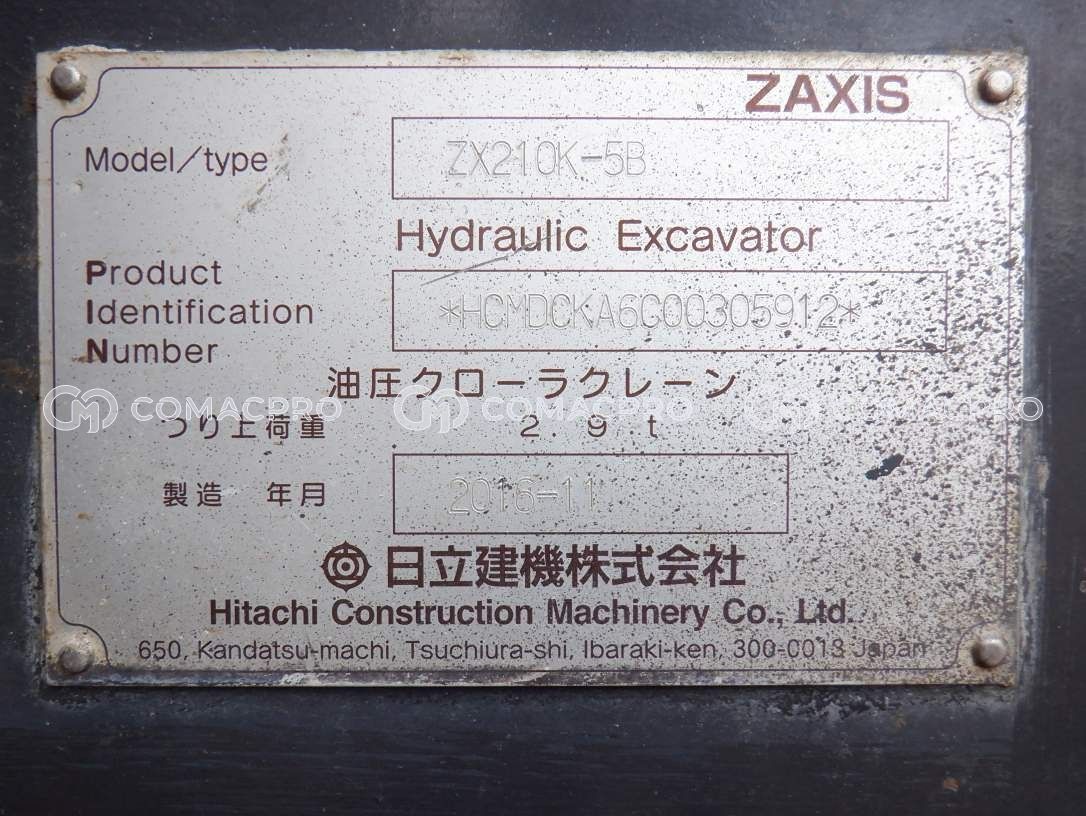 ZAXIS
Model/type ZX210K-5B
Hydraulic Excavator
Product
Identification *HCMDCKA6C00305912*
Number
油圧クローラクレーン
COMACPRO COMACPRO COMACPRO
つり上荷重 2.9 t
製造 年月 2016-11
日立建機株式会社
Hitachi Construction Machinery Co., Ltd.
650, Kandatsu-machi, Tsuchiura-shi, Ibaraki-ken, 300-0013 Japan